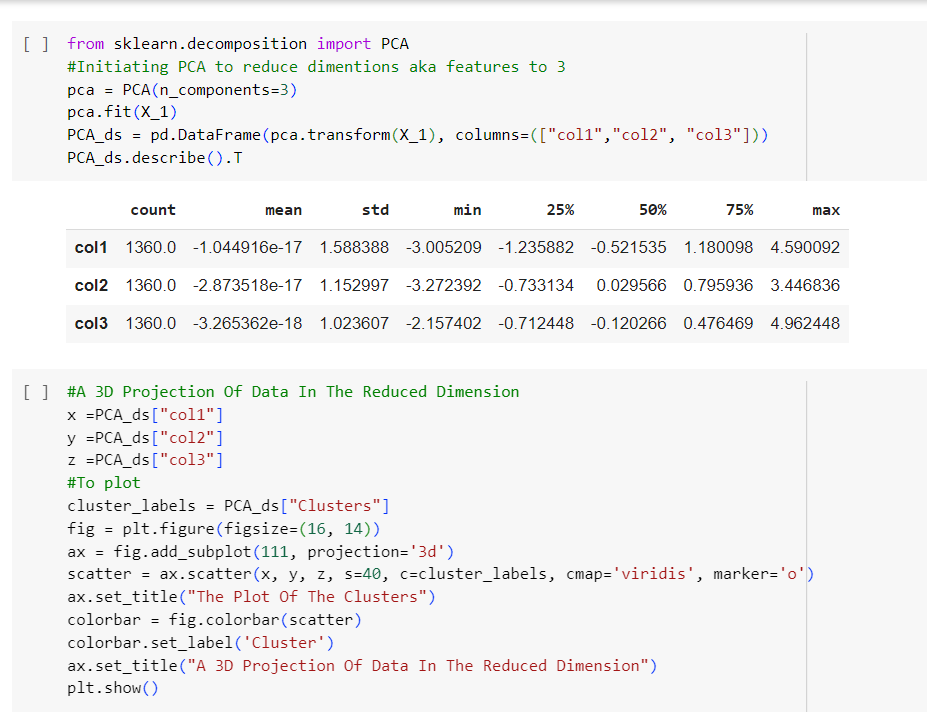 [ ] from sklearn.decomposition import PCA
#Initiating PCA to reduce dimentions aka features to 3
pca = PCA(n_components=3)
pca.fit(X_1)
PCA_ds = pd.DataFrame(pca.transform(X_1), columns=(["col1","col2", "col3"]))
PCA_ds.describe().T
count mean std min 25% 50% 75% max
col1 1360.0 -1.044916e-17 1.588388 -3.005209 -1.235882 -0.521535 1.180098 4.590092
col2 1360.0 -2.873518e-17 1.152997 -3.272392 -0.733134 0.029566 0.795936 3.446836
col3 1360.0 -3.265362e-18 1.023607 -2.157402 -0.712448 -0.120266 0.476469 4.962448
[ ] #A 3D Projection Of Data In The Reduced Dimension
x =PCA_ds["col1"]
y =PCA_ds["col2"]
z =PCA_ds["col3"]
#To plot
cluster_labels = PCA_ds["Clusters"]
fig = plt.figure(figsize=(16, 14))
ax = fig.add_subplot(111, projection='3d')
scatter = ax.scatter(x, y, z, s=40, c=cluster_labels, cmap='viridis', marker='o')
ax.set_title("The Plot Of The Clusters")
colorbar = fig.colorbar(scatter)
colorbar.set_label('Cluster')
ax.set_title("A 3D Projection Of Data In The Reduced Dimension")
plt.show()